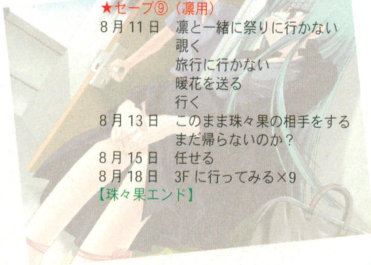 ★セーブ⑨（凛用）
8月11日 凛と一緒に祭りに行かない
覗く
旅行に行かない
暖花を送る
行く
8月13日 このまま珠々果の相手をする
まだ帰らないのか？
8月15日 任せる
8月18日 3Fに行ってみる×9
【珠々果エンド】